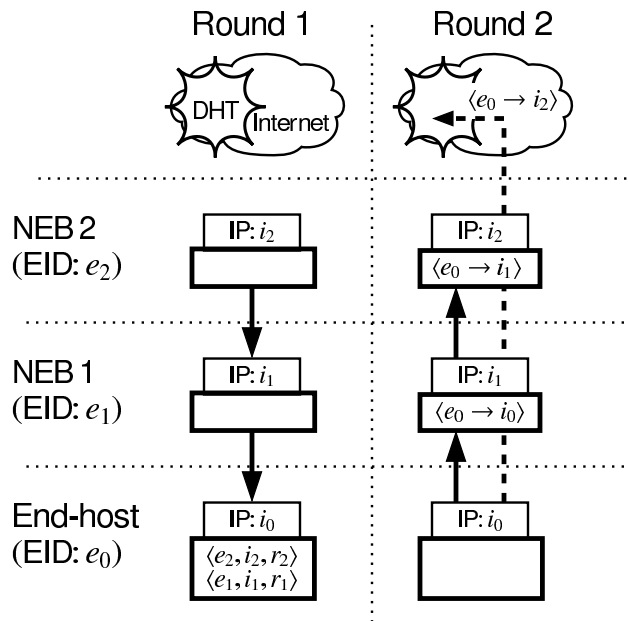 Round 1
Round 2
DHT
Internet
⟨e₀ → i₂⟩
NEB 2
(EID: e₂)
IP: i₂
IP: i₂
⟨e₀ → i₁⟩
NEB 1
(EID: e₁)
IP: i₁
IP: i₁
⟨e₀ → i₀⟩
End-host
(EID: e₀)
IP: i₀
⟨e₂, i₂, r₂⟩
⟨e₁, i₁, r₁⟩
IP: i₀